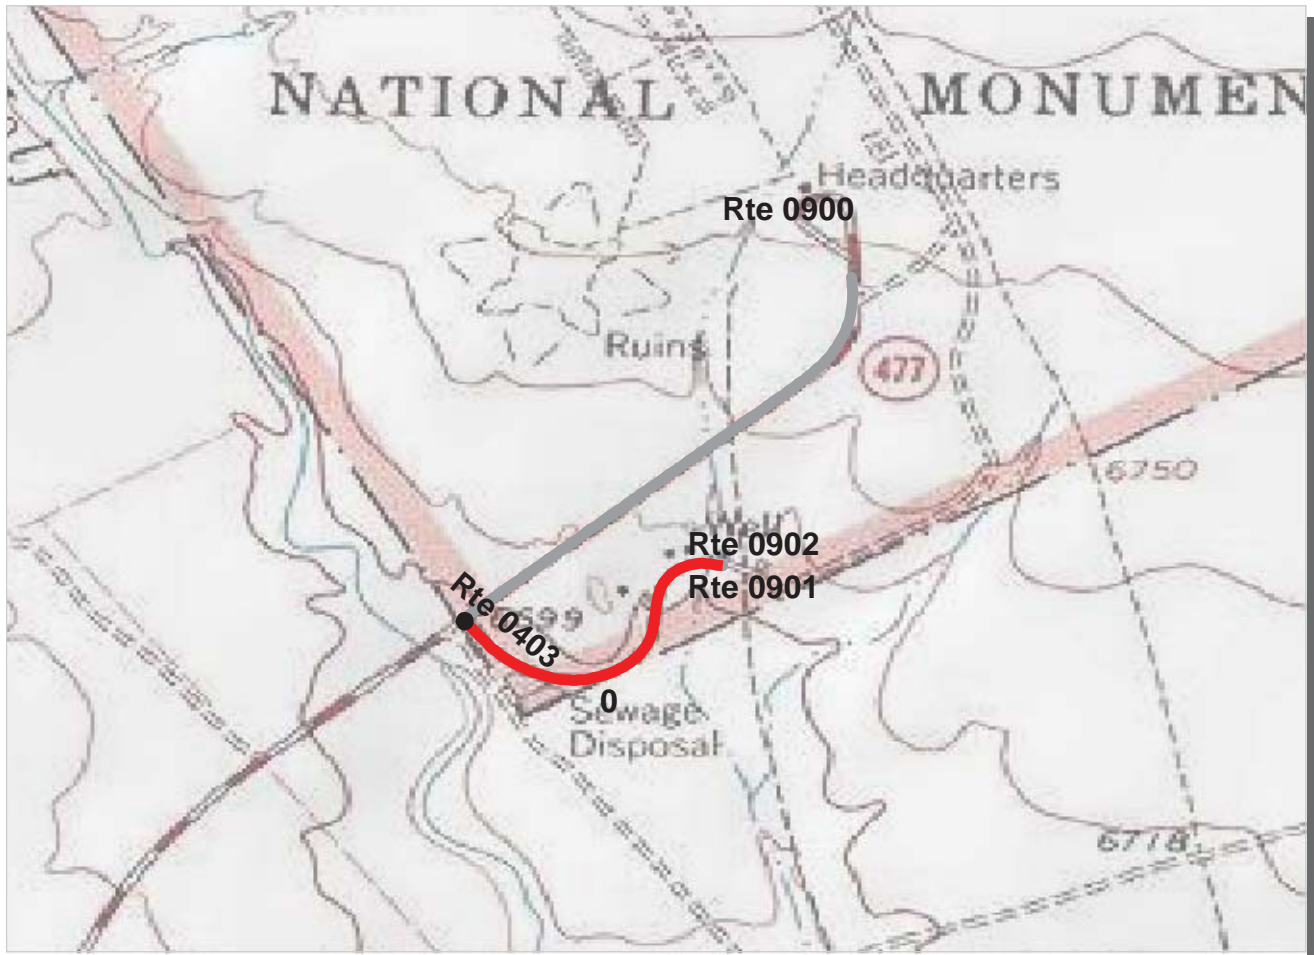 NATIONAL
MONUMEN
Headquarters
Rte 0900
Ruins
477
6750
Well
Rte 0902
Rte 0901
Rte 0403
0
Sewage
Disposal
6778